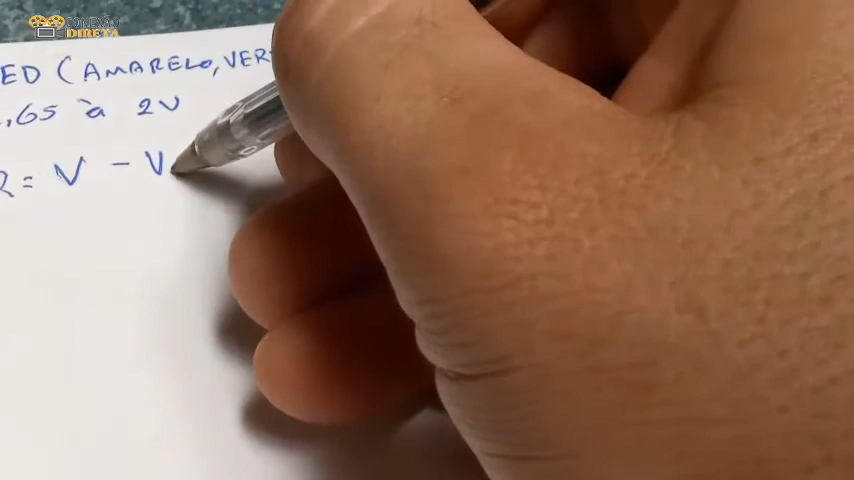 CONEXÃO
DIRETA
ED (AMARELO, VER
,65 à 2V
R = V - V